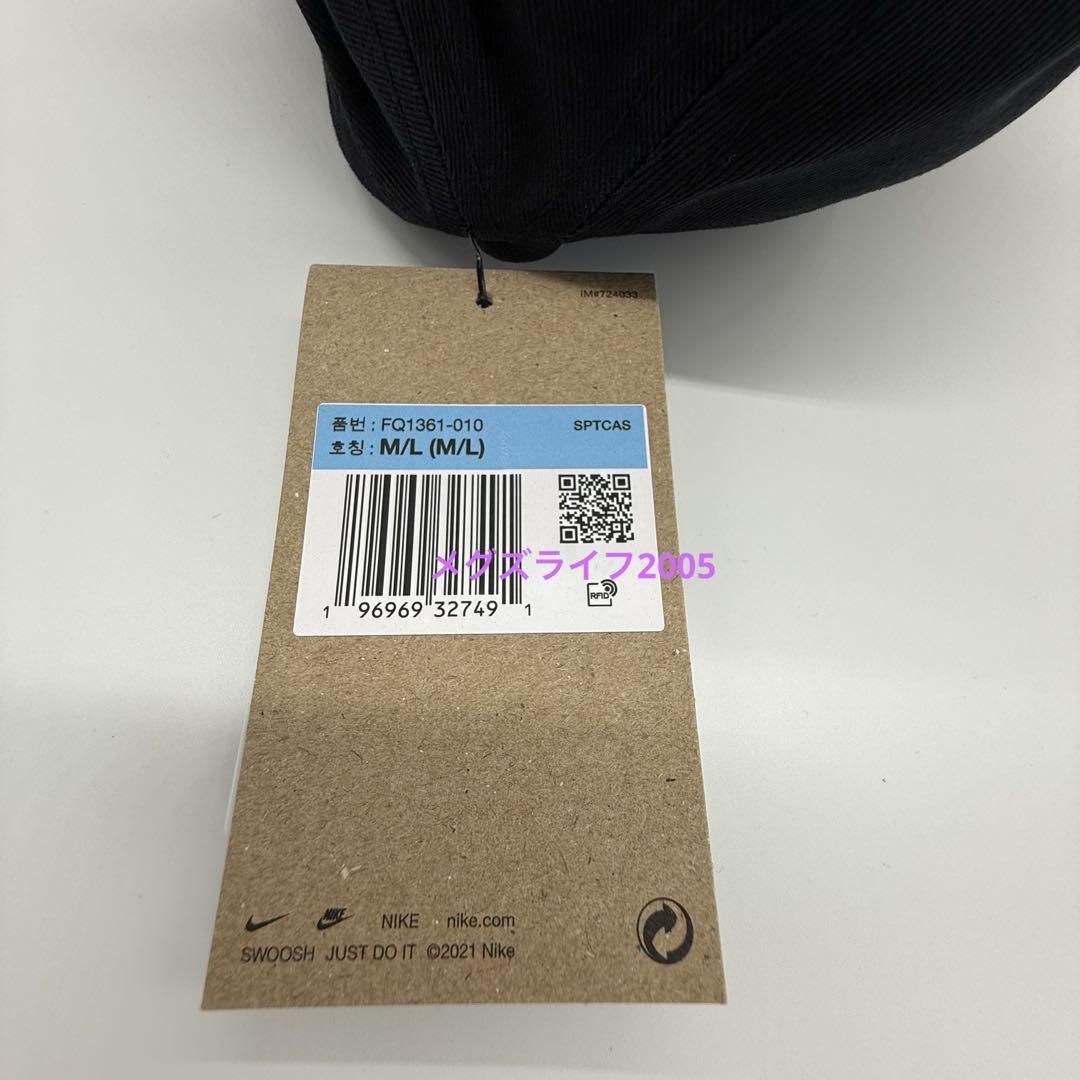 IM#724033
품번 : FQ1361-010 SPTCAS
호칭 : M/L (M/L)
メグズライフ2005
RFID
1 96969 32749 1
NIKE NIKE nike.com
SWOOSH JUST DO IT ©2021 Nike